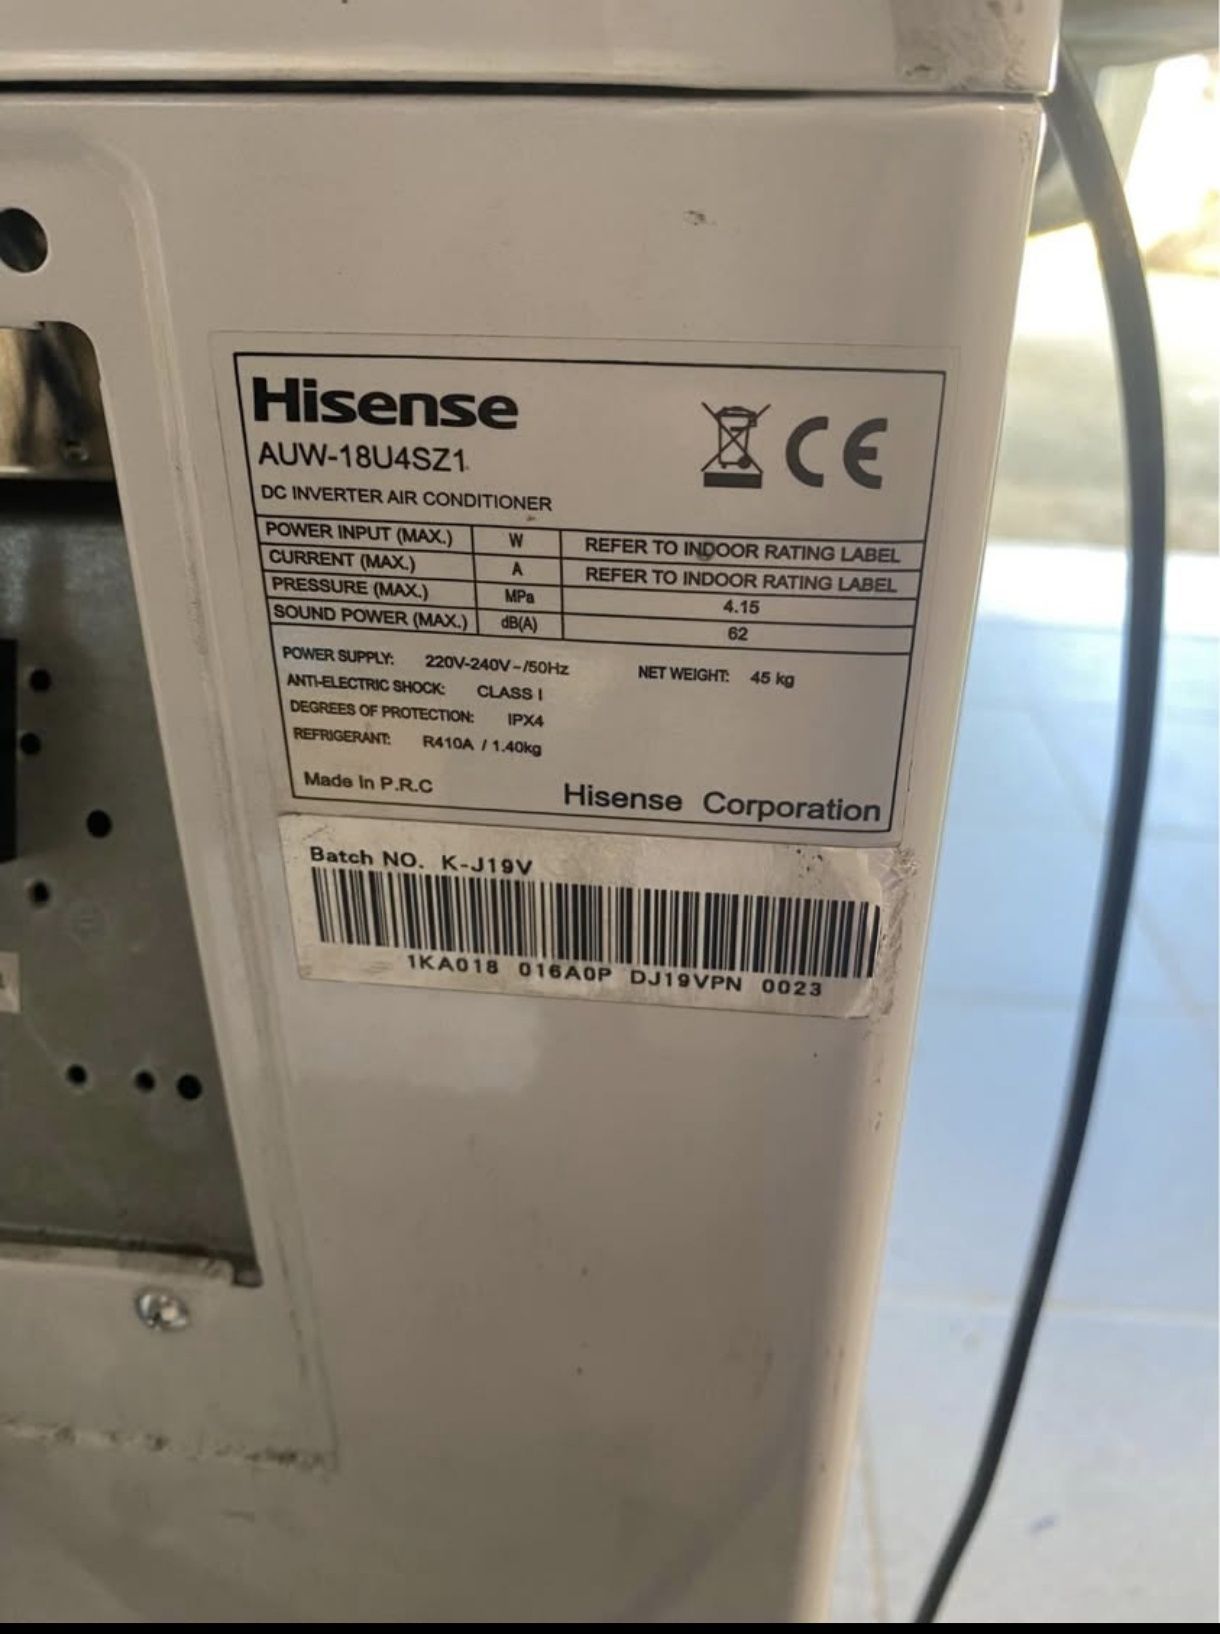 Hisense
AUW-18U4SZ1
DC INVERTER AIR CONDITIONER
CE
POWER INPUT (MAX.) W REFER TO INDOOR RATING LABEL
CURRENT (MAX.) A REFER TO INDOOR RATING LABEL
PRESSURE (MAX.) MPa 4.15
SOUND POWER (MAX.) dB(A) 62
POWER SUPPLY: 220V-240V~/50Hz NET WEIGHT: 45 kg
ANTI-ELECTRIC SHOCK: CLASS I
DEGREES OF PROTECTION: IPX4
REFRIGERANT: R410A / 1.40kg
Made In P.R.C Hisense Corporation
Batch NO. K-J19V
1KA018 016A0P DJ19VPN 0023